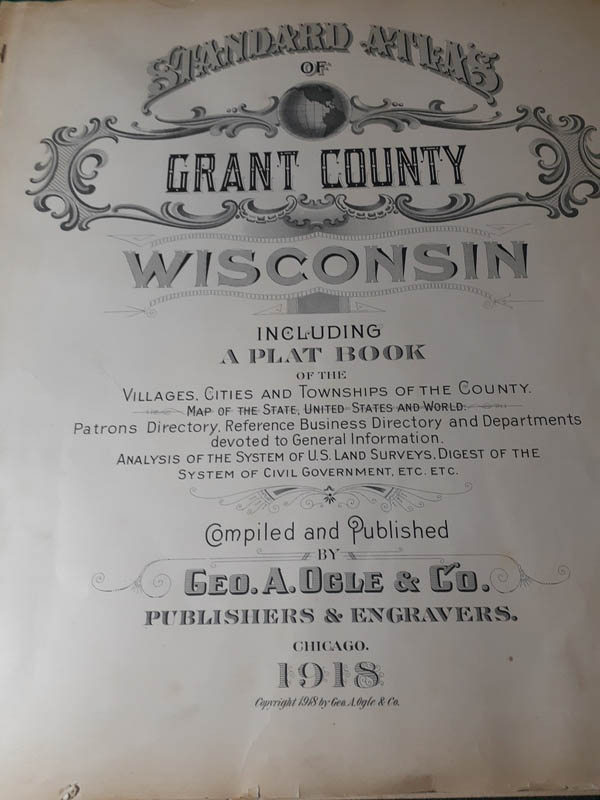 STANDARD ATLAS
OF
GRANT COUNTY
WISCONSIN
INCLUDING
A PLAT BOOK
OF THE
VILLAGES, CITIES AND TOWNSHIPS OF THE COUNTY.
MAP OF THE STATE, UNITED STATES AND WORLD.
Patrons Directory, Reference Business Directory and Departments
devoted to General Information.
ANALYSIS OF THE SYSTEM OF U.S. LAND SURVEYS, DIGEST OF THE
SYSTEM OF CIVIL GOVERNMENT, ETC. ETC.
Compiled and Published
BY
GEO. A. OGLE & CO.
PUBLISHERS & ENGRAVERS.
CHICAGO.
1918
Copyright 1918 by Geo. A. Ogle & Co.